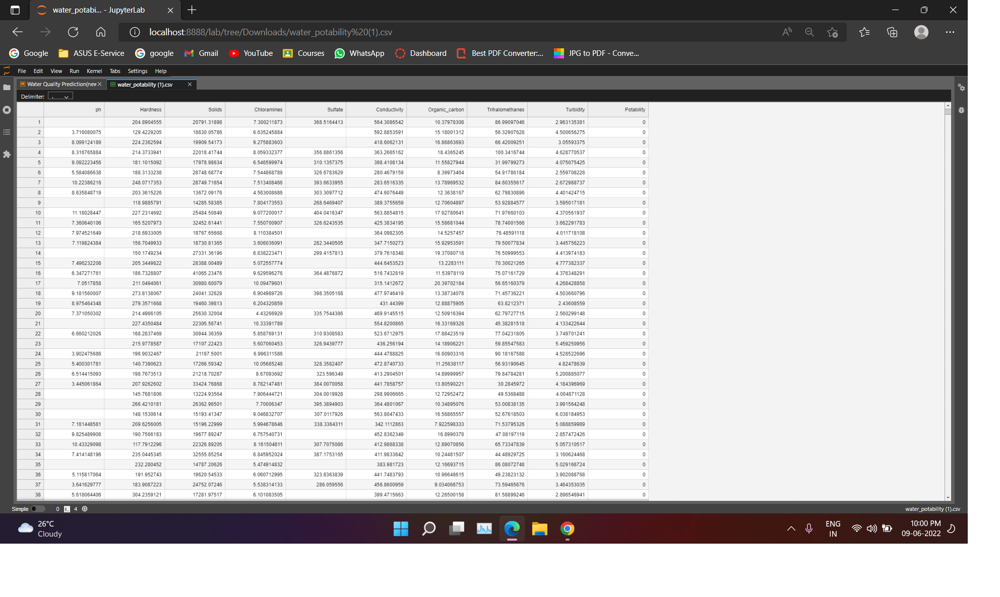 water_potabi... - JupyterLab
localhost:8888/lab/tree/Downloads/water_potability%20(1).csv
Google ASUS E-Service google Gmail YouTube Courses WhatsApp Dashboard Best PDF Converter:... JPG to PDF - Conve...
File Edit View Run Kernel Tabs Settings Help
Water Quality Prediction(nev water_potability (1).csv
Delimiter: ,
ph Hardness Solids Chloramines Sulfate Conductivity Organic_carbon Trihalomethanes Turbidity Potability
1 204.8904555 20791.31898 7.300211873 368.5164413 564.3086542 10.37978308 86.99097046 2.963135381 0
2 3.716080075 129.4229205 18630.05786 6.635245884 592.8853591 15.18001312 56.32907628 4.500656275 0
3 8.099124189 224.2362594 19909.54173 9.275883603 418.6062131 16.86863693 66.42009251 3.05593375 0
4 8.316765884 214.3733941 22018.41744 8.059332377 356.8861356 363.2665162 18.4365245 100.3416744 4.628770537 0
5 9.092223456 181.1015092 17978.98634 6.546599974 310.1357375 398.4108134 11.55827944 31.99799273 4.075075425 0
6 5.584086638 188.3133238 28748.68774 7.544868789 326.6783629 280.4679159 8.39973464 54.91786184 2.559708228 0
7 10.22386216 248.0717353 28749.71654 7.513408466 393.6633955 283.6516335 13.78969532 84.60355617 2.672988737 0
8 8.635848719 203.3615226 13672.09176 4.563008686 303.3097712 474.6076449 12.3638167 62.79830896 4.401424715 0
9 118.9885791 14285.58385 7.804173553 268.6469407 389.3755659 12.70604897 53.92884577 3.595017181 0
10 11.18028447 227.2314692 25484.50849 9.077200017 404.0416347 563.8854815 17.92780641 71.97660103 4.370561937 0
11 7.360640106 165.5207973 32452.61441 7.550700907 326.6243535 425.3834195 15.58681044 78.74001566 3.662291783 0
12 7.974521649 218.6933005 18767.65668 8.110384501 364.0982305 14.5257457 76.48591118 4.011718108 0
13 7.119824384 156.7049933 18730.81365 3.606036091 282.3440505 347.7150273 15.92953591 79.50077834 3.445756223 0
14 150.1749234 27331.36196 6.838223471 299.4157813 379.7618348 19.37080718 76.50999553 4.413974183 0
15 7.496232208 205.3449822 28388.00489 5.072557774 444.6453523 13.2283111 70.30021265 4.777382337 0
16 6.347271761 186.7328807 41065.23476 9.629596276 364.4876872 516.7432819 11.53978119 75.07161729 4.376348291 0
17 7.0517858 211.0494061 30980.60079 10.09479601 315.1412672 20.39702184 56.65160379 4.268428858 0
18 9.181560007 273.8138067 24041.32628 6.904989726 398.3505168 477.9746419 13.38734078 71.45736221 4.503660796 0
19 8.975464348 279.3571668 19460.39813 6.204320859 431.44399 12.88875905 63.8212371 2.43608559 0
20 7.371050302 214.4966105 25630.32004 4.43266929 335.7544386 469.9145515 12.50916394 62.79727715 2.560299148 0
21 227.4350484 22305.56741 10.33391789 554.8200865 16.33169328 45.38281518 4.133422644 0
22 6.660212026 168.2837469 30944.36359 5.858769131 310.9308583 523.6712975 17.88423519 77.04231805 3.749701241 0
23 215.9778587 17107.22423 5.607060453 326.9439777 436.256194 14.18906221 59.85547583 5.459250956 0
24 3.902475686 196.9032467 21167.5001 6.996311586 444.4788825 16.60903316 90.18167588 4.528522696 0
25 5.400301781 140.7390623 17266.59342 10.05685248 328.3582407 472.8740733 11.25638117 56.93190645 4.82478639 0
26 6.514415093 198.7673513 21218.70287 8.67093692 323.596349 413.2904501 14.89999957 79.84784281 5.200885077 0
27 3.445061864 207.9262602 33424.76868 8.782147481 384.0070058 441.7858757 13.80590221 30.2845972 4.184396969 0
28 145.7681806 13224.93564 7.906444721 304.0019928 298.9906665 12.72952472 49.5368488 4.004871128 0
29 266.4210181 26362.96501 7.70006347 395.3894903 364.4801067 10.34895076 53.00838135 3.991564248 0
30 148.1530614 15193.41347 9.046832707 307.0117926 563.8047433 16.56865557 52.67618503 6.038184953 0
31 7.181448581 209.6256005 15196.22999 5.994678646 338.3364311 342.1112863 7.922598333 71.53795326 5.088859989 0
32 9.825489908 190.7566183 19677.89247 6.757540731 452.8362349 16.8990378 47.08197119 2.857472426 0
33 10.43329098 117.7912296 22326.89205 8.161504811 307.7075086 412.9868338 12.89070856 65.73347839 5.057310517 0
34 7.414148196 235.0445345 32555.85254 6.845952024 387.1753165 411.9833642 10.24481507 44.48929725 3.160624468 0
35 232.280452 14787.20626 5.474914832 383.981723 12.16693715 86.08072748 5.029166724 0
36 5.115817064 191.952743 19620.54533 6.060712995 323.8363839 441.7483793 10.96648615 49.23823132 3.902088768 0
37 3.641629777 183.9087223 24752.07246 5.538314133 286.059556 456.8600959 9.034066753 73.59465676 3.464353035 0
38 5.618064406 304.2359121 17281.97517 6.101083505 399.4715663 12.26500158 81.58899246 2.896546941 0
Simple 0 4 water_potability (1).csv
26°C
Cloudy
ENG
IN
10:00 PM
09-06-2022